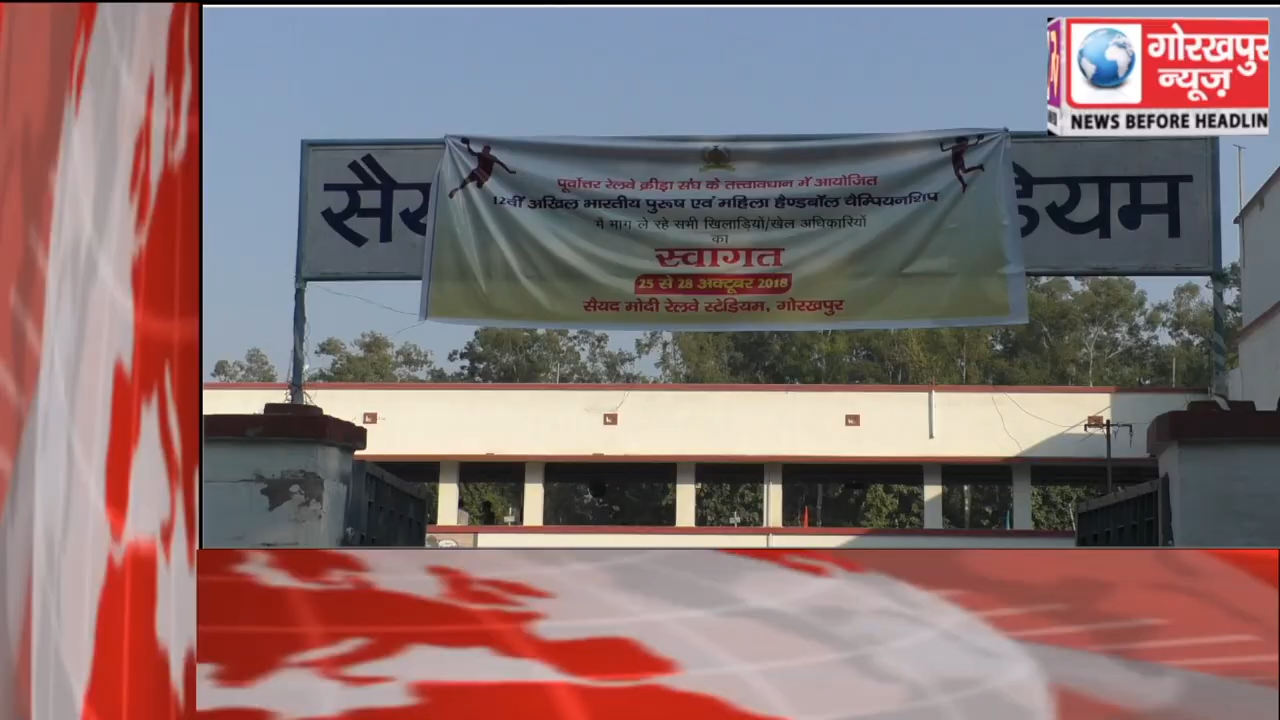 गोरखपुर
न्यूज़
NEWS BEFORE HEADLIN
सैय
डियम
पूर्वोत्तर रेलवे क्रीड़ा संघ के तत्वावधान में आयोजित
12वीं अखिल भारतीय पुरूष एवं महिला हैण्डबॉल चैम्पियनशिप
में भाग ले रहे सभी खिलाड़ियों/खेल अधिकारियों
का
स्वागत
25 से 28 अक्टूबर 2018
सैयद मोदी रेलवे स्टेडियम, गोरखपुर